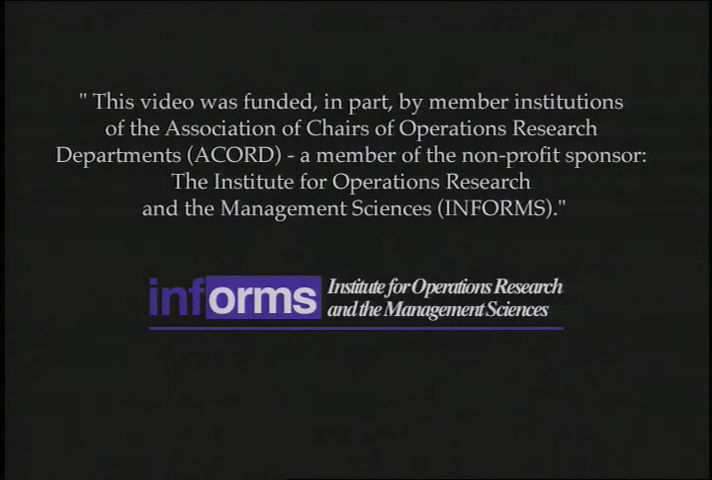 " This video was funded, in part, by member institutions
of the Association of Chairs of Operations Research
Departments (ACORD) - a member of the non-profit sponsor:
The Institute for Operations Research
and the Management Sciences (INFORMS)."
informs
Institute for Operations Research
and the Management Sciences